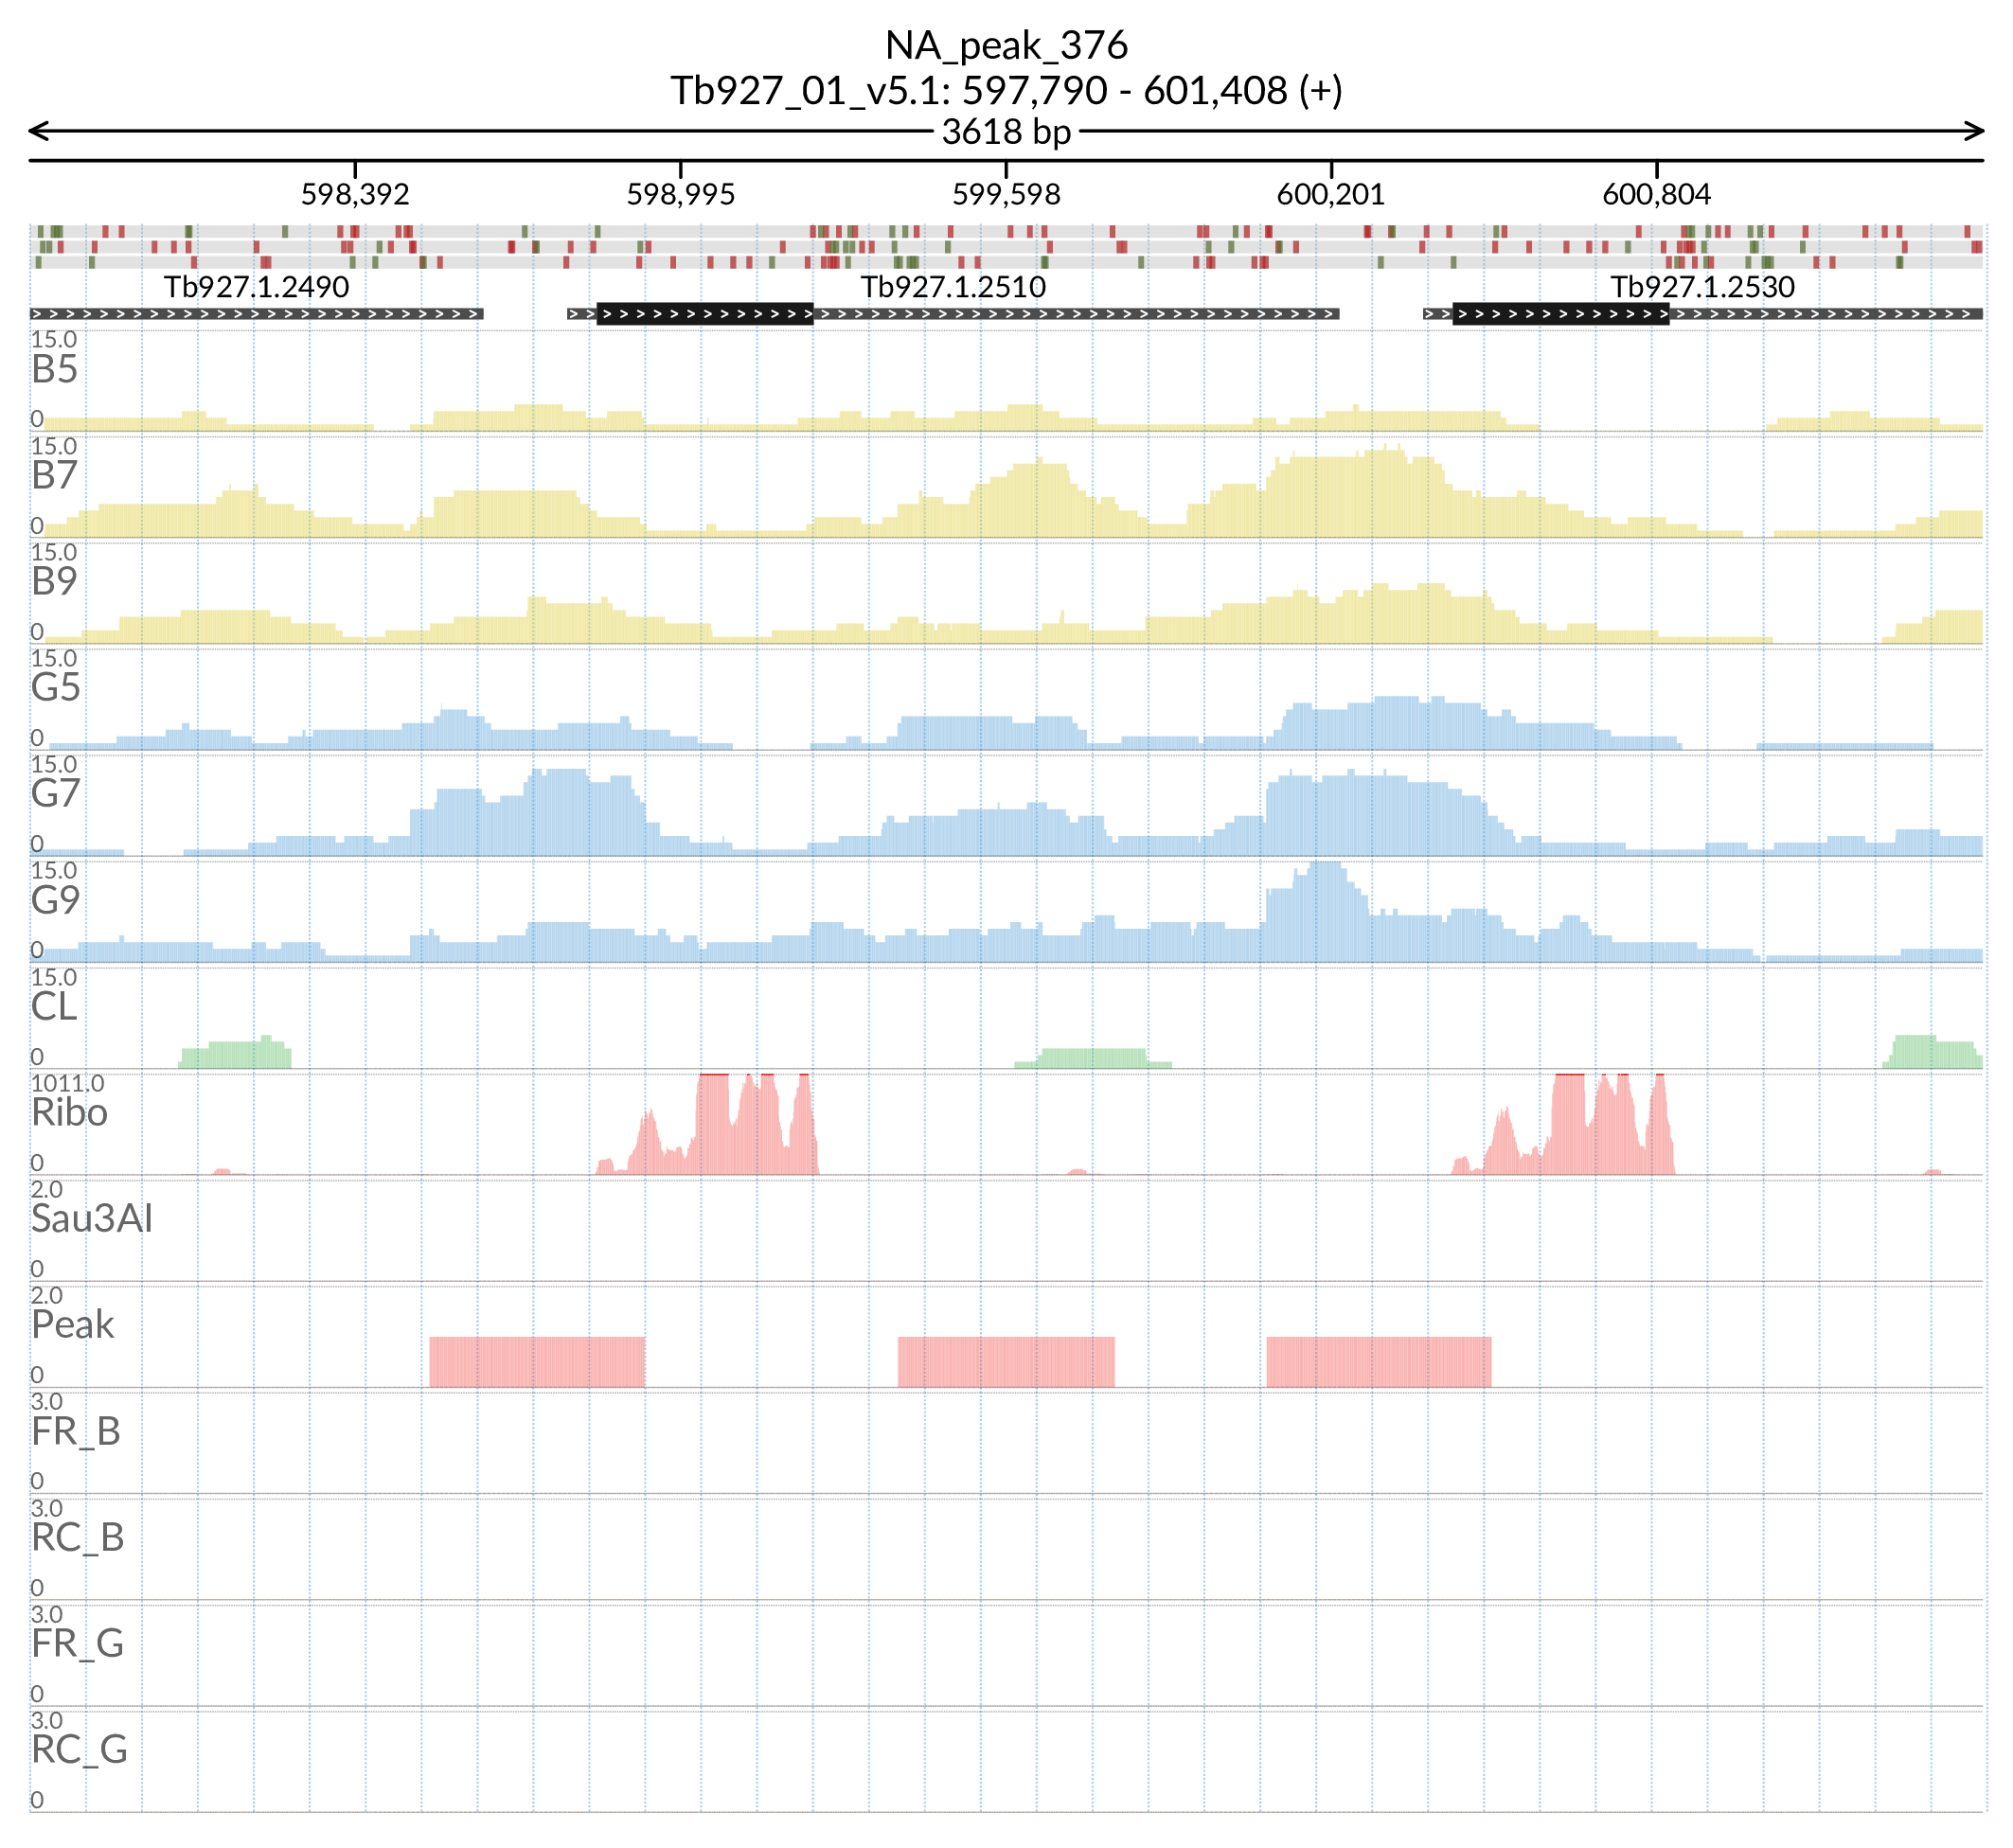 NA_peak_376
Tb927_01_v5.1: 597,790 - 601,408 (+)
3618 bp
598,392 598,995 599,598 600,201 600,804
Tb927.1.2490 Tb927.1.2510 Tb927.1.2530
15.0
B5
0
15.0
B7
0
15.0
B9
0
15.0
G5
0
15.0
G7
0
15.0
G9
0
15.0
CL
0
1011.0
Ribo
0
2.0
Sau3AI
0
2.0
Peak
0
3.0
FR_B
0
3.0
RC_B
0
3.0
FR_G
0
3.0
RC_G
0